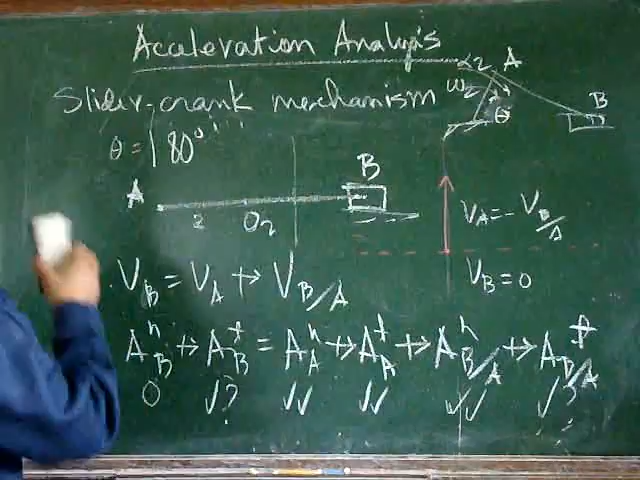 Acceleration Analysis
Slider-crank mechanism
α2 A
ω2
θ
B
θ = 180°
A 2 O2 B
VA = - VB/A
VB = 0
VB = VA +> VB/A
A^n_B +> A^t_B = A^n_A +> A^t_A +> A^n_B/A +> A^t_B/A
0 √? √√ √√ √√ √?